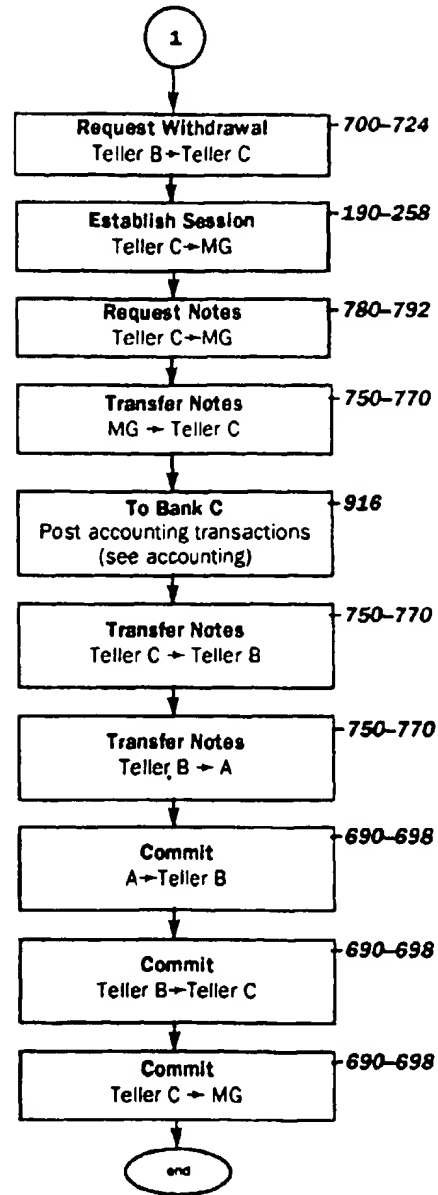 1
Request Withdrawal
Teller B→Teller C
700–724
Establish Session
Teller C→MG
190–258
Request Notes
Teller C→MG
780–792
Transfer Notes
MG → Teller C
750–770
To Bank C
Post accounting transactions
(see accounting)
916
Transfer Notes
Teller C → Teller B
750–770
Transfer Notes
Teller B → A
750–770
Commit
A→Teller B
690–698
Commit
Teller B→Teller C
690–698
Commit
Teller C → MG
690–698
end